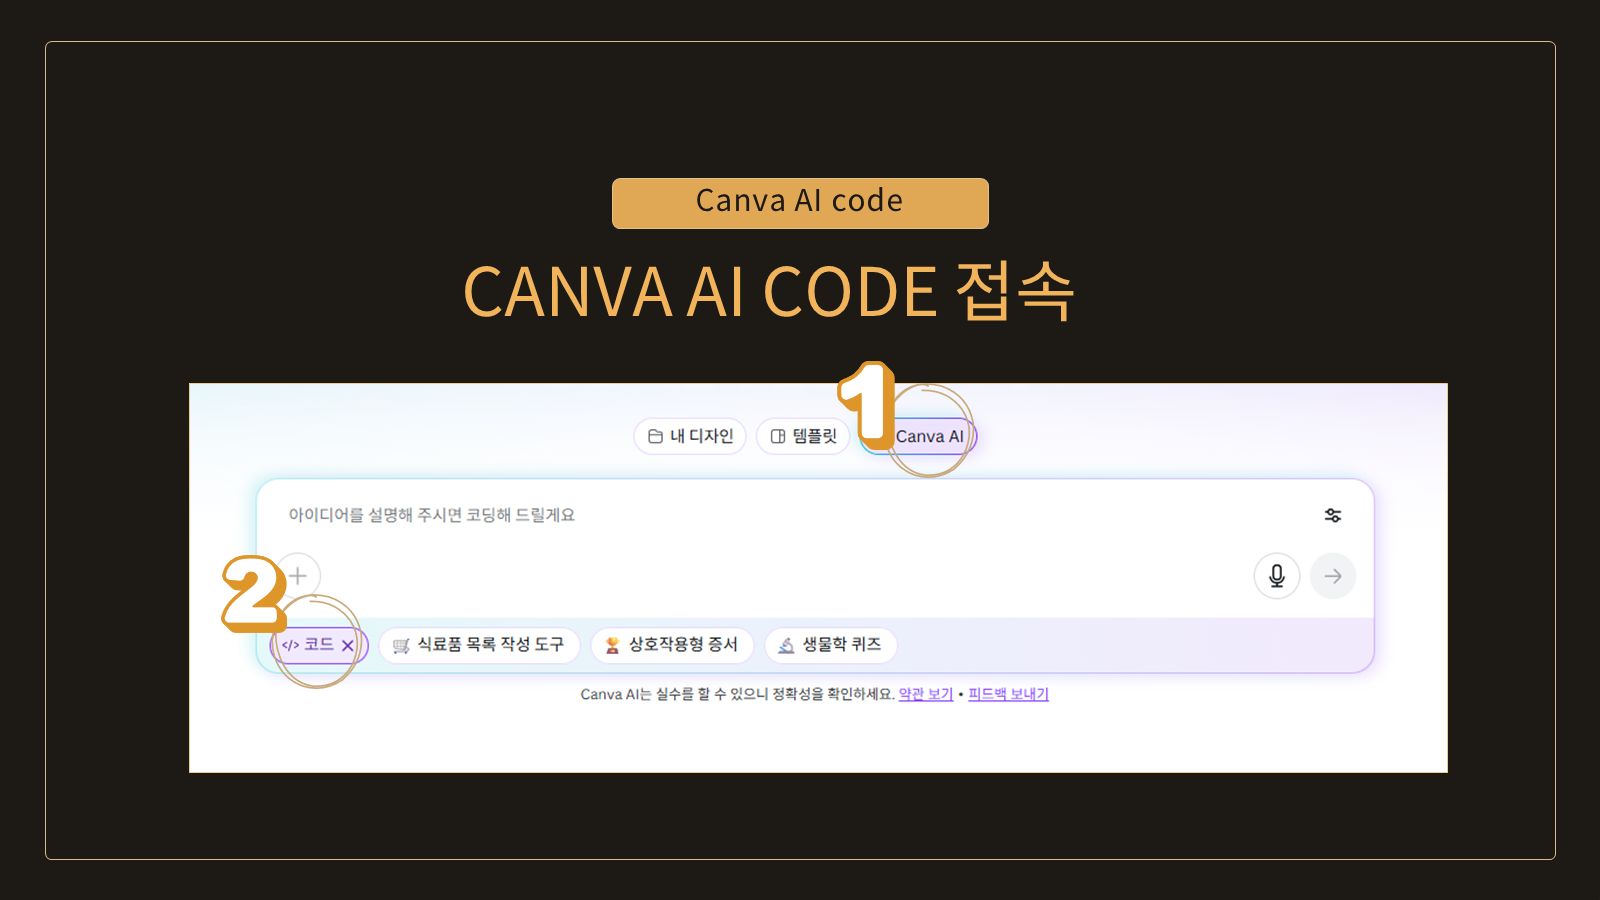 Canva AI code
CANVA AI CODE 접속
1
내 디자인 템플릿 Canva AI
아이디어를 설명해 주시면 코딩해 드릴게요
2
</> 코드 식료품 목록 작성 도구 상호작용형 증서 생물학 퀴즈
Canva AI는 실수를 할 수 있으니 정확성을 확인하세요. 약관 보기 • 피드백 보내기